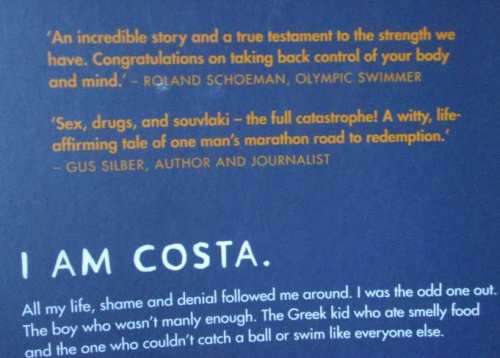 'An incredible story and a true testament to the strength we
have. Congratulations on taking back control of your body
and mind.' – ROLAND SCHOEMAN, OLYMPIC SWIMMER
'Sex, drugs, and souvlaki – the full catastrophe! A witty, life-
affirming tale of one man's marathon road to redemption.'
– GUS SILBER, AUTHOR AND JOURNALIST
I AM COSTA.
All my life, shame and denial followed me around. I was the odd one out.
The boy who wasn't manly enough. The Greek kid who ate smelly food
and the one who couldn't catch a ball or swim like everyone else.